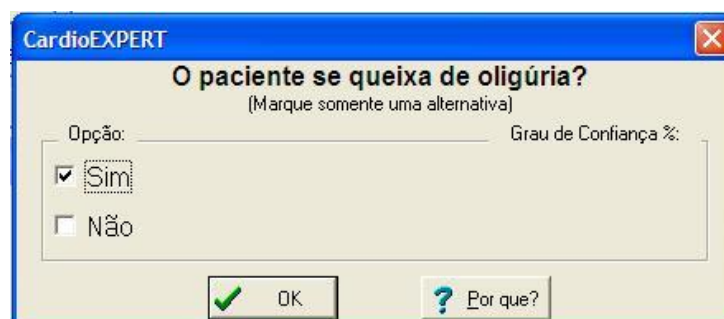 CardioEXPERT
O paciente se queixa de oligúria?
(Marque somente uma alternativa)
Opção: Grau de Confiança %:
Sim
Não
OK ? Por que?